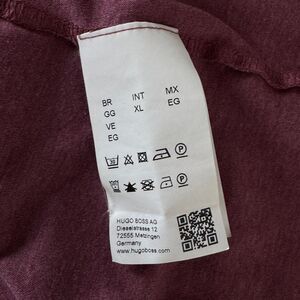 BR INT MX
GG XL EG
VE
EG
P
P
HUGO BOSS AG
Dieselstrasse 12
72555 Metzingen
Germany
www.hugoboss.com